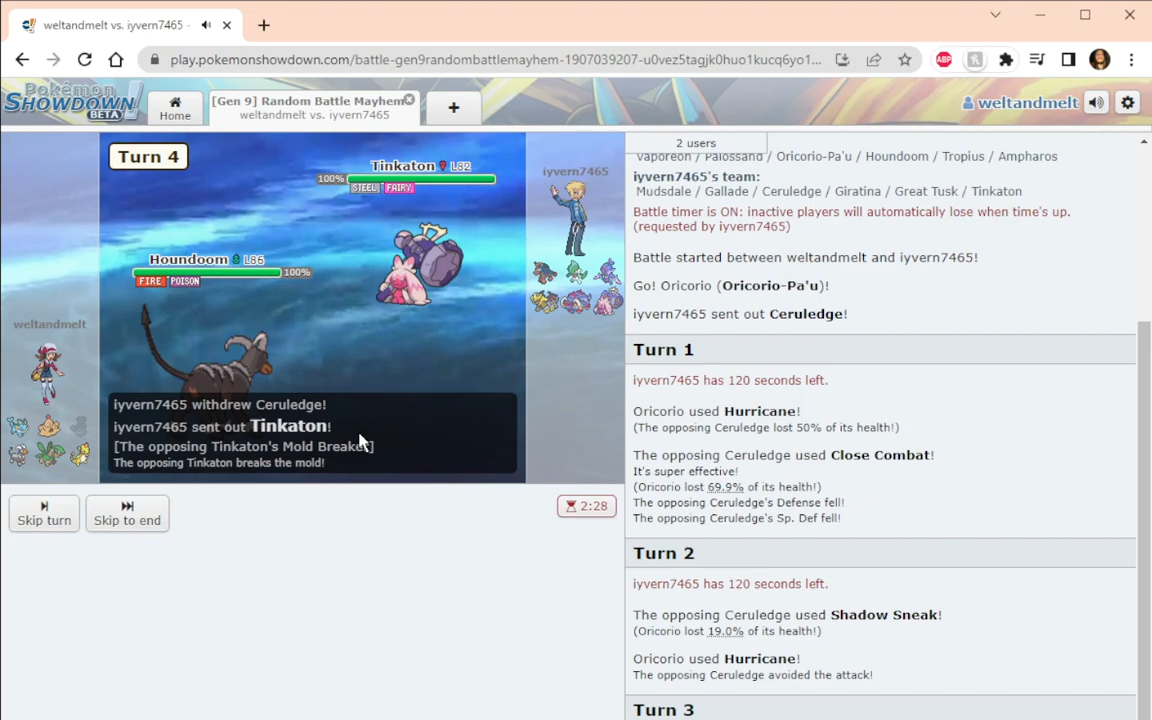 weltandmelt vs. iyvern7465 -
play.pokemonshowdown.com/battle-gen9randombattlemayhem-1907039207-u0vez5tagjk0huo1kucq6yo1...
ABP
Pokémon
SHOWDOWN!
BETA
Home
[Gen 9] Random Battle Mayhem
weltandmelt vs. iyvern7465
weltandmelt
Turn 4
Tinkaton L82
100%
STEEL FAIRY
iyvern7465
Houndoom L86
100%
FIRE POISON
weltandmelt
iyvern7465 withdrew Ceruledge!
iyvern7465 sent out Tinkaton!
[The opposing Tinkaton's Mold Breaker]
The opposing Tinkaton breaks the mold!
Skip turn
Skip to end
2:28
2 users
Vaporeon / Palossand / Oricorio-Pa'u / Houndoom / Tropius / Ampharos
iyvern7465's team:
Mudsdale / Gallade / Ceruledge / Giratina / Great Tusk / Tinkaton
Battle timer is ON: inactive players will automatically lose when time's up.
(requested by iyvern7465)
Battle started between weltandmelt and iyvern7465!
Go! Oricorio (Oricorio-Pa'u)!
iyvern7465 sent out Ceruledge!
Turn 1
iyvern7465 has 120 seconds left.
Oricorio used Hurricane!
(The opposing Ceruledge lost 50% of its health!)
The opposing Ceruledge used Close Combat!
It's super effective!
(Oricorio lost 69.9% of its health!)
The opposing Ceruledge's Defense fell!
The opposing Ceruledge's Sp. Def fell!
Turn 2
iyvern7465 has 120 seconds left.
The opposing Ceruledge used Shadow Sneak!
(Oricorio lost 19.0% of its health!)
Oricorio used Hurricane!
The opposing Ceruledge avoided the attack!
Turn 3